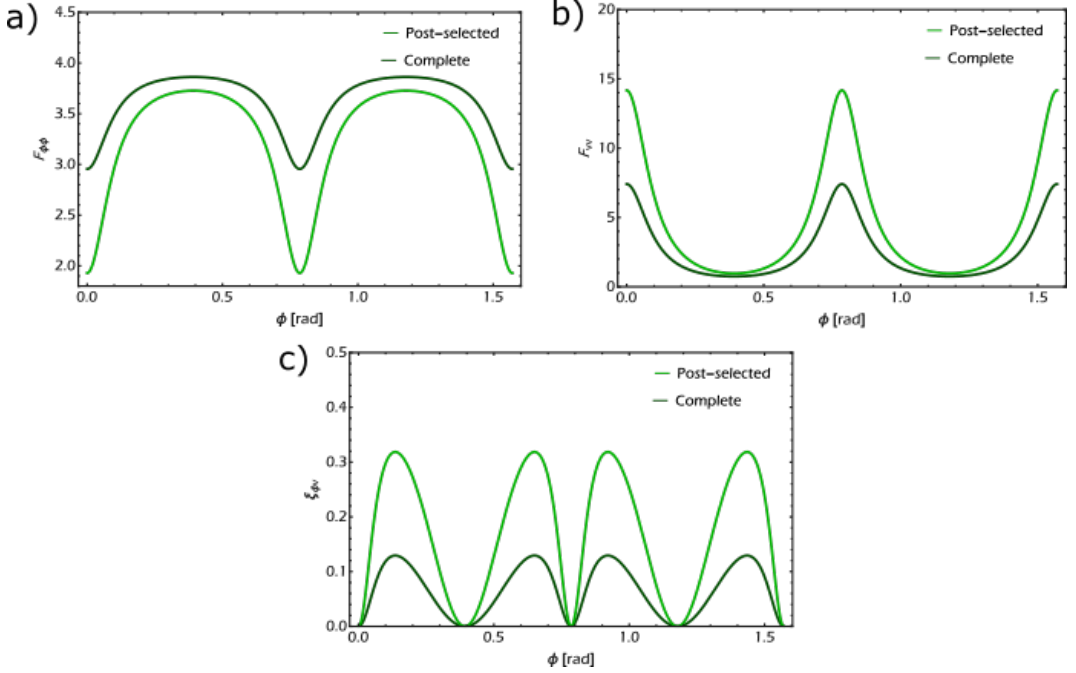 a)
4.5
4.0
3.5
3.0
2.5
2.0
F_ϕϕ
Post-selected
Complete
0.0 0.5 1.0 1.5
ϕ [rad]
b)
20
15
10
5
0
F_vv
Post-selected
Complete
0.0 0.5 1.0 1.5
ϕ [rad]
c)
0.5
0.4
0.3
0.2
0.1
0.0
ξ_ϕv
Post-selected
Complete
0.0 0.5 1.0 1.5
ϕ [rad]